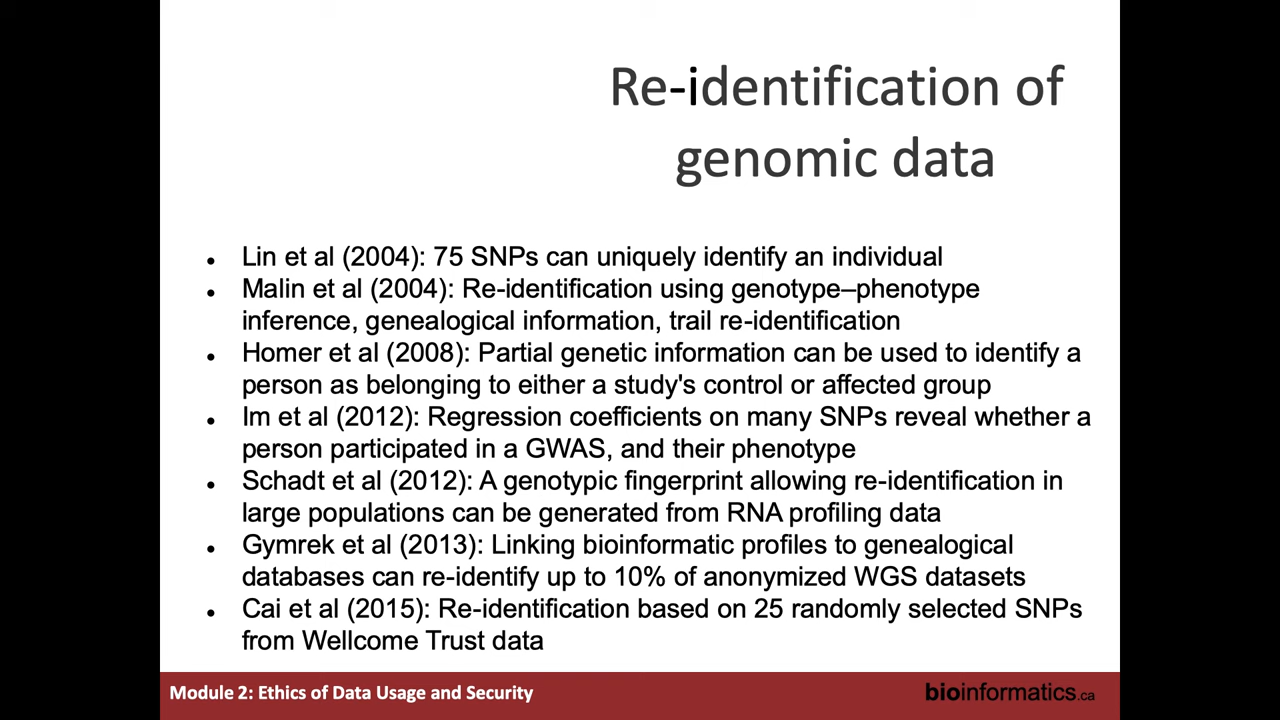 Re-identification of
genomic data
• Lin et al (2004): 75 SNPs can uniquely identify an individual
• Malin et al (2004): Re-identification using genotype–phenotype
inference, genealogical information, trail re-identification
• Homer et al (2008): Partial genetic information can be used to identify a
person as belonging to either a study's control or affected group
• Im et al (2012): Regression coefficients on many SNPs reveal whether a
person participated in a GWAS, and their phenotype
• Schadt et al (2012): A genotypic fingerprint allowing re-identification in
large populations can be generated from RNA profiling data
• Gymrek et al (2013): Linking bioinformatic profiles to genealogical
databases can re-identify up to 10% of anonymized WGS datasets
• Cai et al (2015): Re-identification based on 25 randomly selected SNPs
from Wellcome Trust data
Module 2: Ethics of Data Usage and Security
bioinformatics.ca